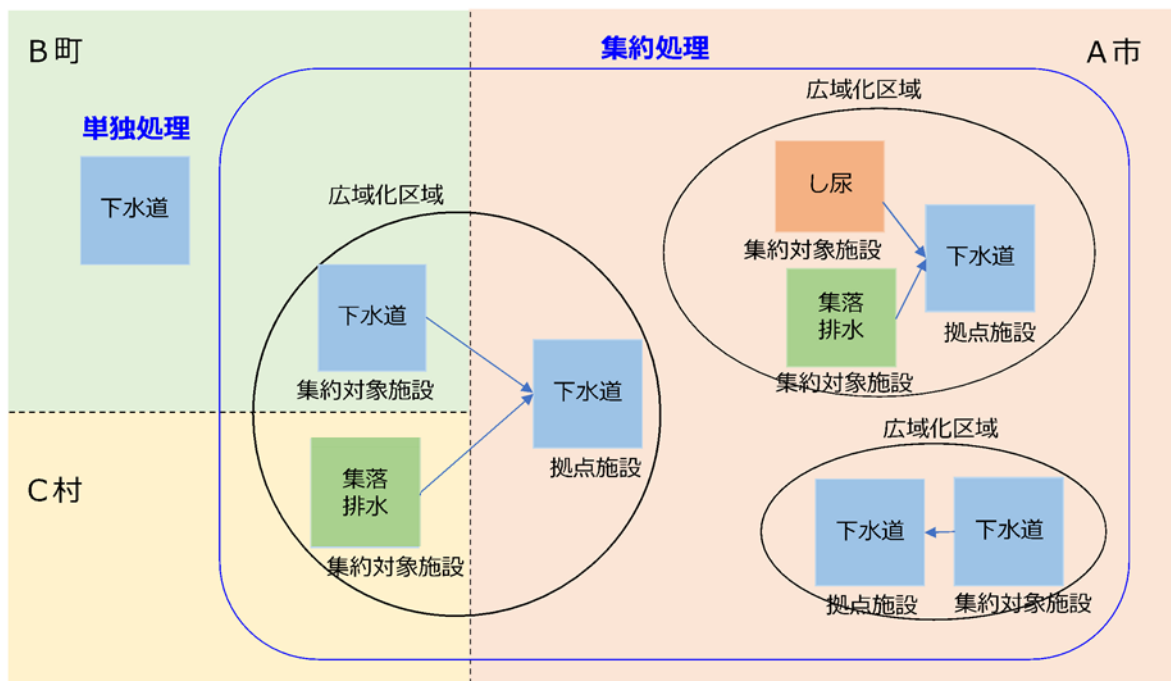 B町
集約処理
A市
単独処理
下水道
広域化区域
下水道
集約対象施設
下水道
拠点施設
C村
集落
排水
集約対象施設
広域化区域
し尿
集約対象施設
集落
排水
集約対象施設
下水道
拠点施設
広域化区域
下水道
拠点施設
下水道
集約対象施設